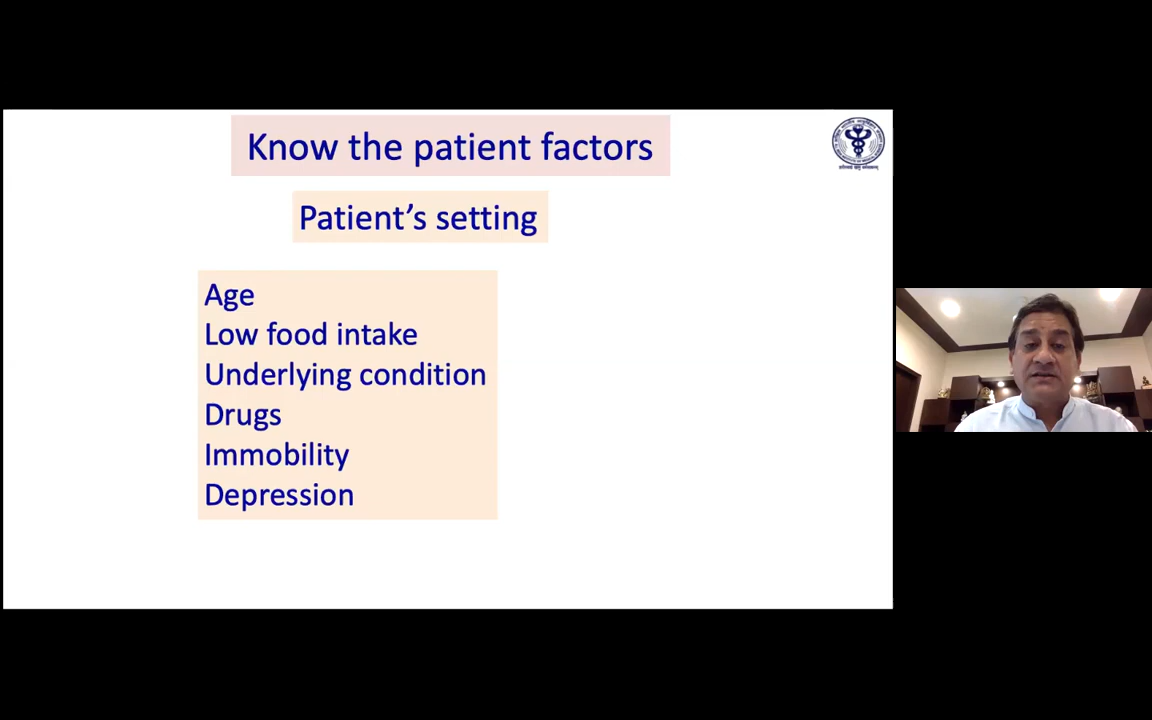 Know the patient factors
Patient's setting
Age
Low food intake
Underlying condition
Drugs
Immobility
Depression